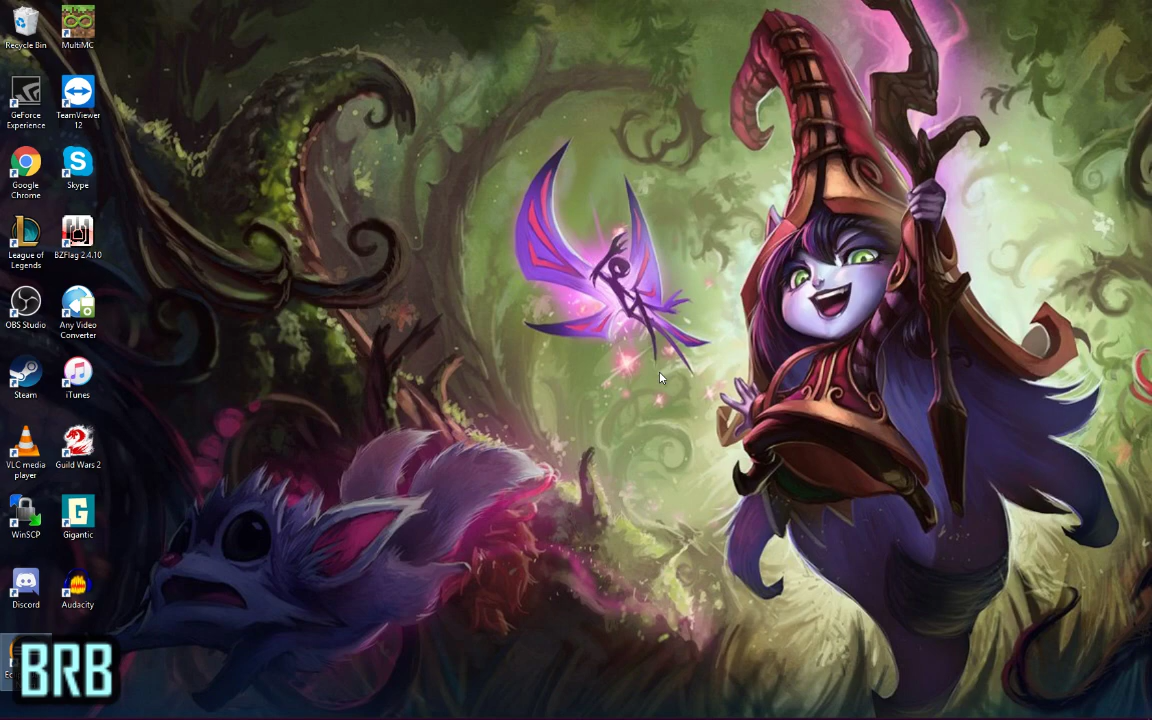 Recycle Bin
MultiMC
GeForce
Experience
TeamViewer
12
Google
Chrome
Skype
League of
Legends
BZFlag 2.4.10
OBS Studio
Any Video
Converter
Steam
iTunes
VLC media
player
Guild Wars 2
WinSCP
Gigantic
Discord
Audacity
BRB